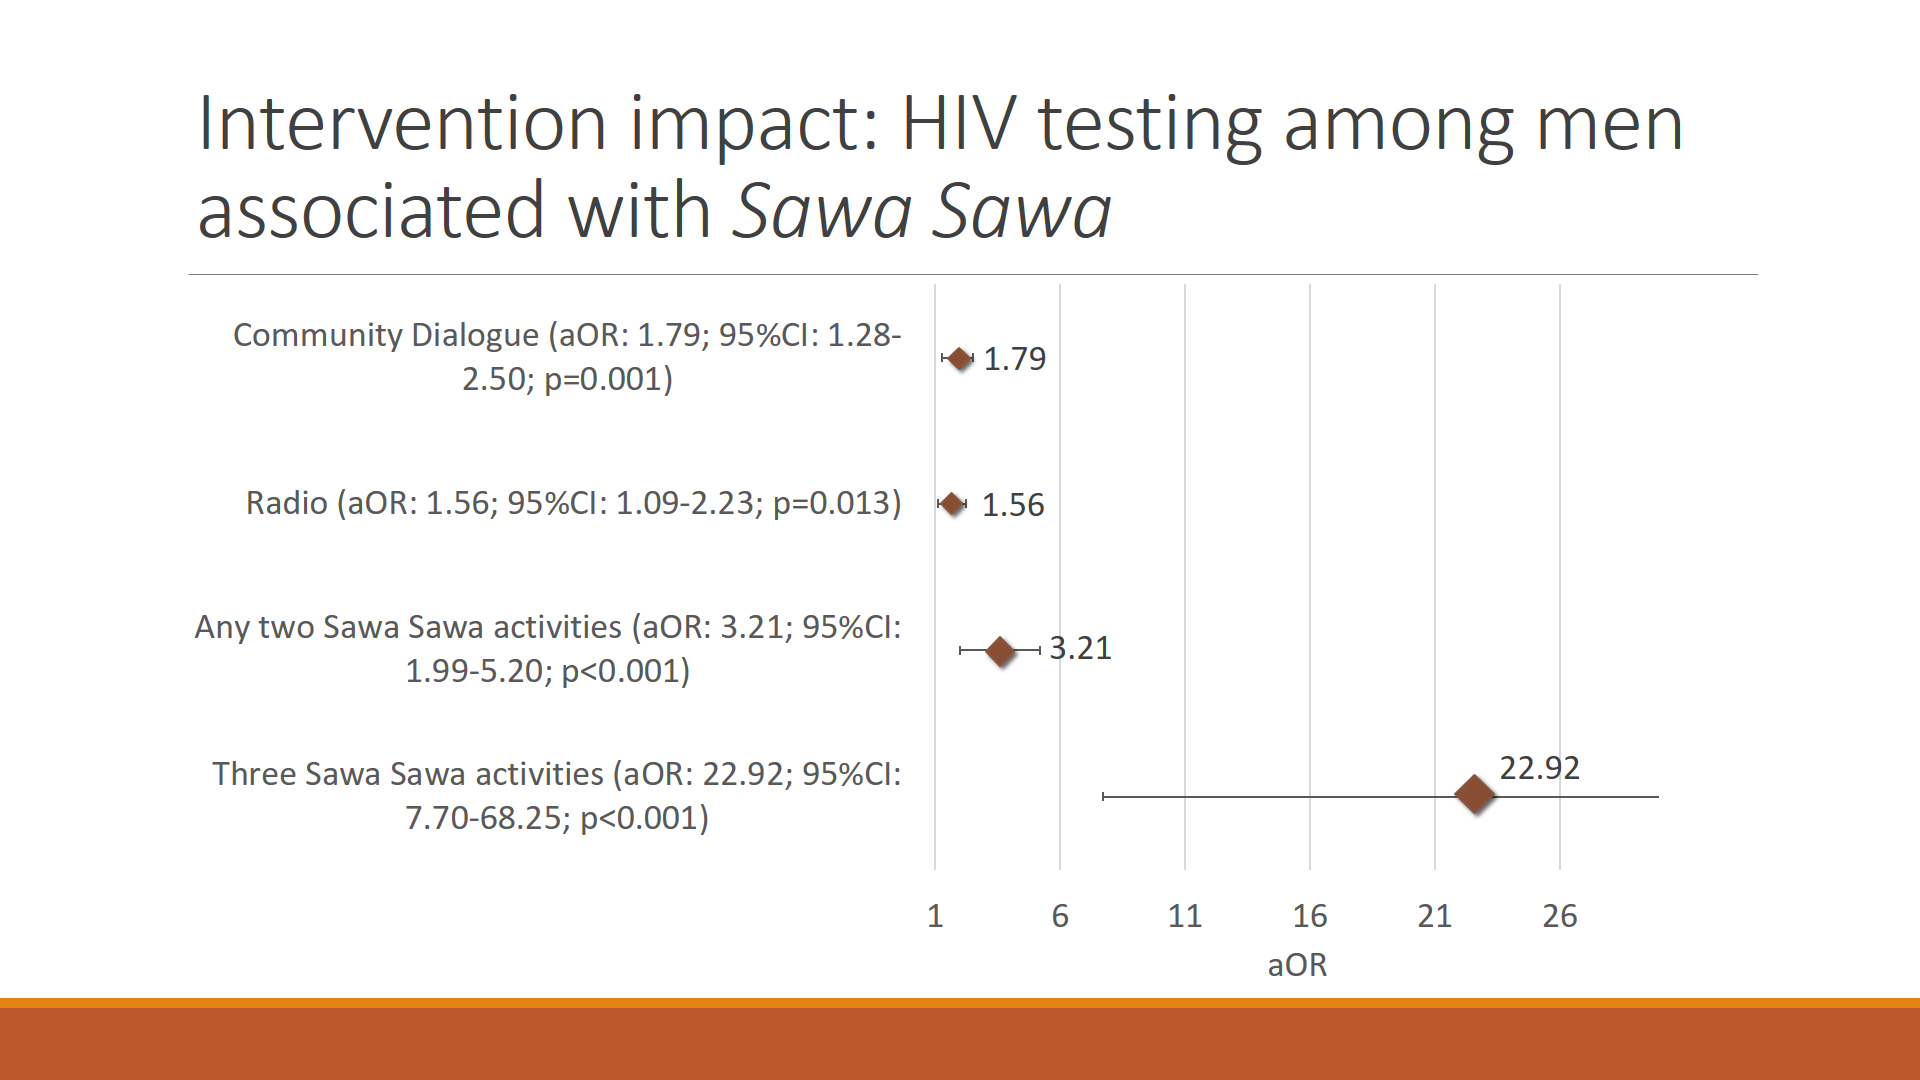 Intervention impact: HIV testing among men
associated with Sawa Sawa
Community Dialogue (aOR: 1.79; 95%CI: 1.28-
2.50; p=0.001)
1.79
Radio (aOR: 1.56; 95%CI: 1.09-2.23; p=0.013)
1.56
Any two Sawa Sawa activities (aOR: 3.21; 95%CI:
1.99-5.20; p<0.001)
3.21
Three Sawa Sawa activities (aOR: 22.92; 95%CI:
7.70-68.25; p<0.001)
22.92
1 6 11 16 21 26
aOR